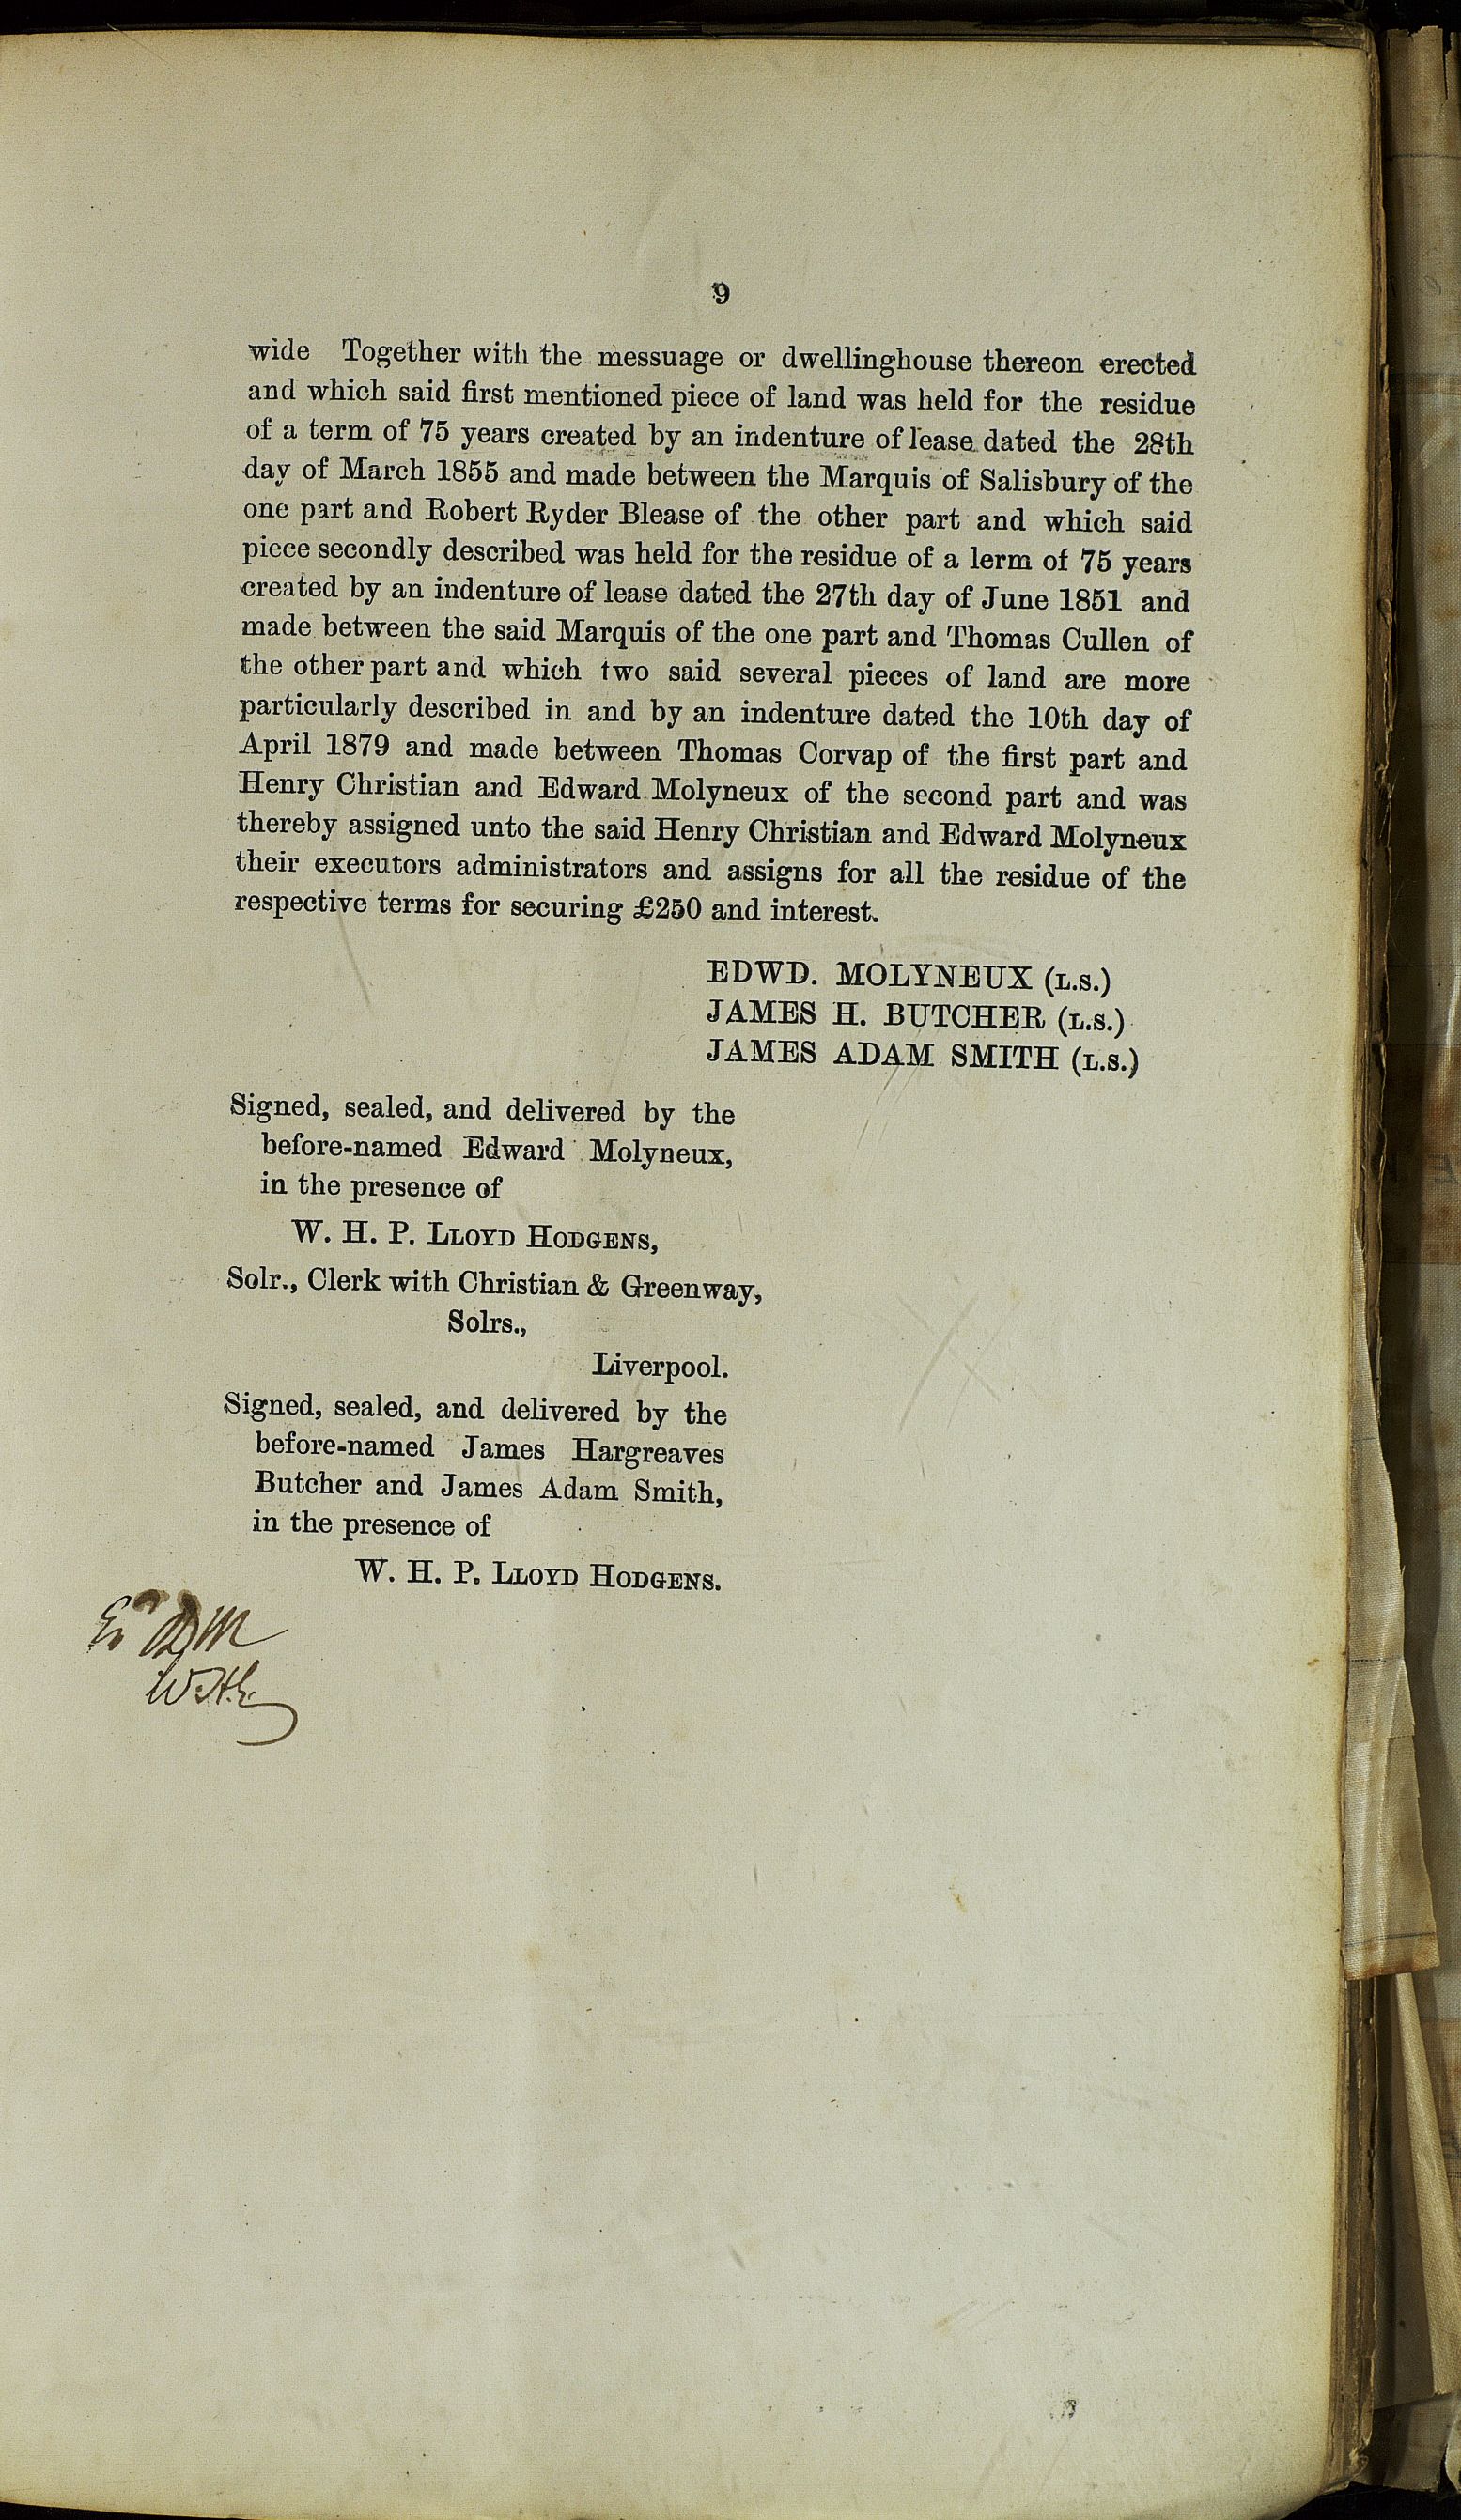 9
wide Together with the messuage or dwellinghouse thereon erected
and which said first mentioned piece of land was held for the residue
of a term of 75 years created by an indenture of lease dated the 28th
day of March 1855 and made between the Marquis of Salisbury of the
one part and Robert Ryder Blease of the other part and which said
piece secondly described was held for the residue of a lerm of 75 years
created by an indenture of lease dated the 27th day of June 1851 and
made between the said Marquis of the one part and Thomas Cullen of
the other part and which two said several pieces of land are more
particularly described in and by an indenture dated the 10th day of
April 1879 and made between Thomas Corvap of the first part and
Henry Christian and Edward Molyneux of the second part and was
thereby assigned unto the said Henry Christian and Edward Molyneux
their executors administrators and assigns for all the residue of the
respective terms for securing £250 and interest.
EDWD. MOLYNEUX (L.S.)
JAMES H. BUTCHER (L.S.)
JAMES ADAM SMITH (L.S.)
Signed, sealed, and delivered by the
before-named Edward Molyneux,
in the presence of
W. H. P. LLOYD HODGENS,
Solr., Clerk with Christian & Greenway,
Solrs.,
Liverpool.
Signed, sealed, and delivered by the
before-named James Hargreaves
Butcher and James Adam Smith,
in the presence of
W. H. P. LLOYD HODGENS.